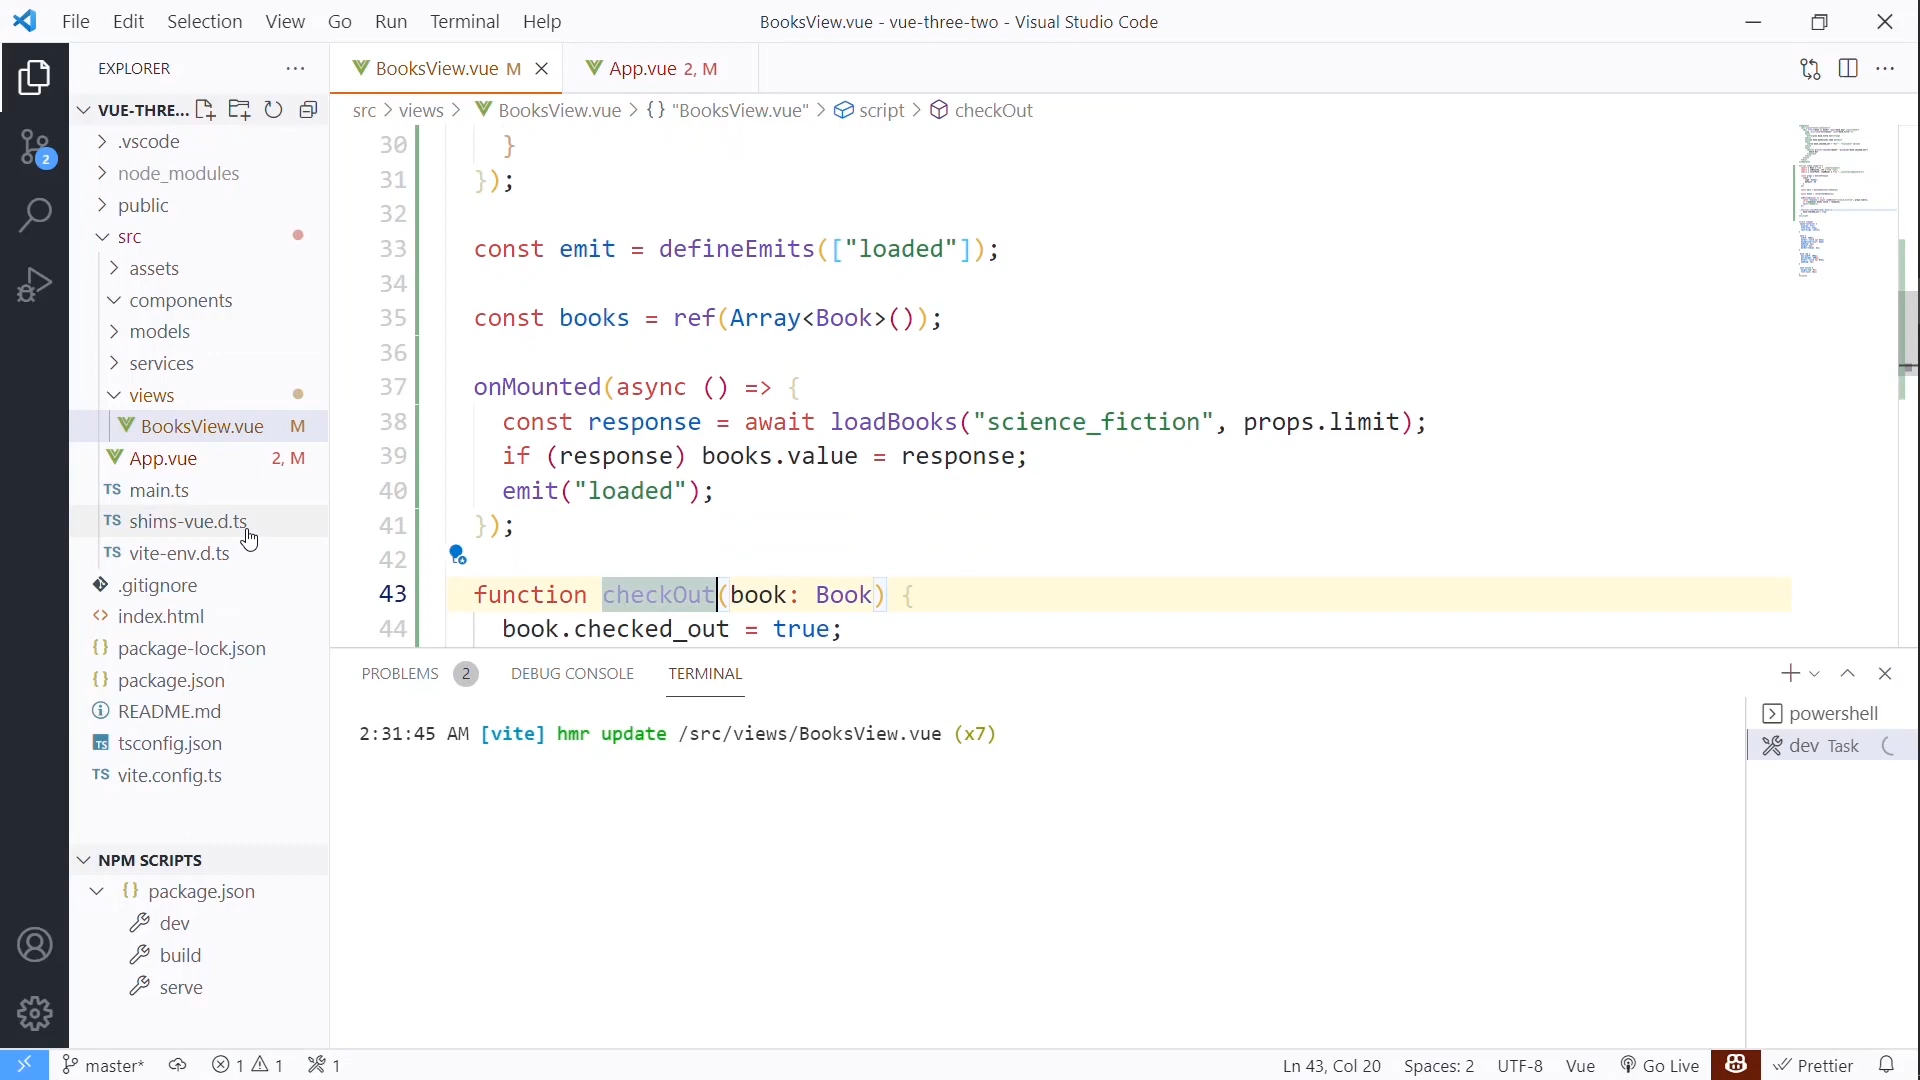 File Edit Selection View Go Run Terminal Help
BooksView.vue - vue-three-two - Visual Studio Code
EXPLORER
VUE-THRE...
.vscode
node_modules
public
src
assets
components
models
services
views
BooksView.vue M
App.vue 2, M
TS main.ts
TS shims-vue.d.ts
TS vite-env.d.ts
.gitignore
index.html
package-lock.json
package.json
README.md
tsconfig.json
TS vite.config.ts
NPM SCRIPTS
package.json
dev
build
serve
2
BooksView.vue M
App.vue 2, M
src > views > BooksView.vue > {} "BooksView.vue" > script > checkOut
30 }
31 });
32
33 const emit = defineEmits(["loaded"]);
34
35 const books = ref(Array<Book>());
36
37 onMounted(async () => {
38 const response = await loadBooks("science_fiction", props.limit);
39 if (response) books.value = response;
40 emit("loaded");
41 });
42
43 function checkOut(book: Book) {
44 book.checked_out = true;
PROBLEMS 2 DEBUG CONSOLE TERMINAL
2:31:45 AM [vite] hmr update /src/views/BooksView.vue (x7)
powershell
dev Task
master* 1 1 1
Ln 43, Col 20 Spaces: 2 UTF-8 Vue Go Live Prettier